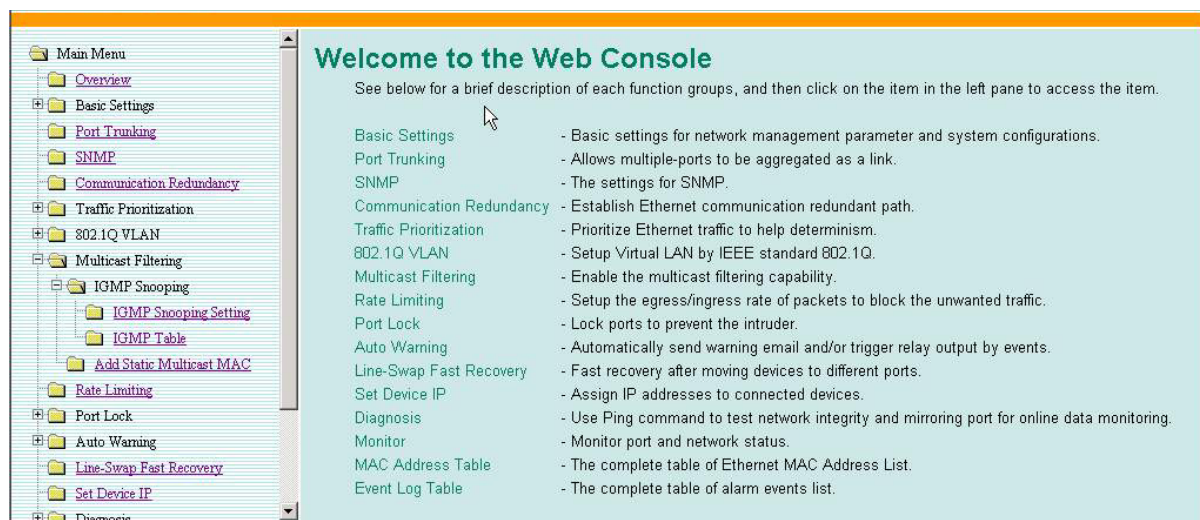 Main Menu
Overview
Basic Settings
Port Trunking
SNMP
Communication Redundancy
Traffic Prioritization
802.1Q VLAN
Multicast Filtering
IGMP Snooping
IGMP Snooping Setting
IGMP Table
Add Static Multicast MAC
Rate Limiting
Port Lock
Auto Warning
Line-Swap Fast Recovery
Set Device IP
Diagnosis
Welcome to the Web Console
See below for a brief description of each function groups, and then click on the item in the left pane to access the item.
Basic Settings - Basic settings for network management parameter and system configurations.
Port Trunking - Allows multiple-ports to be aggregated as a link.
SNMP - The settings for SNMP.
Communication Redundancy - Establish Ethernet communication redundant path.
Traffic Prioritization - Prioritize Ethernet traffic to help determinism.
802.1Q VLAN - Setup Virtual LAN by IEEE standard 802.1Q.
Multicast Filtering - Enable the multicast filtering capability.
Rate Limiting - Setup the egress/ingress rate of packets to block the unwanted traffic.
Port Lock - Lock ports to prevent the intruder.
Auto Warning - Automatically send warning email and/or trigger relay output by events.
Line-Swap Fast Recovery - Fast recovery after moving devices to different ports.
Set Device IP - Assign IP addresses to connected devices.
Diagnosis - Use Ping command to test network integrity and mirroring port for online data monitoring.
Monitor - Monitor port and network status.
MAC Address Table - The complete table of Ethernet MAC Address List.
Event Log Table - The complete table of alarm events list.